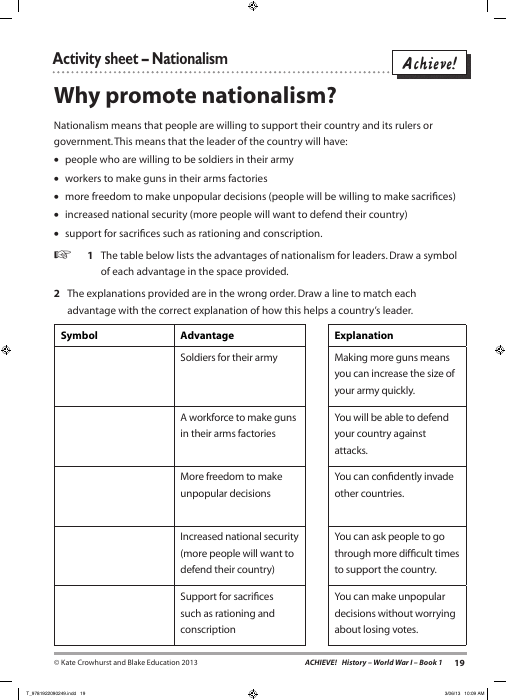 Activity sheet – Nationalism
Achieve!
Why promote nationalism?
Nationalism means that people are willing to support their country and its rulers or
government. This means that the leader of the country will have:
• people who are willing to be soldiers in their army
• workers to make guns in their arms factories
• more freedom to make unpopular decisions (people will be willing to make sacrifices)
• increased national security (more people will want to defend their country)
• support for sacrifices such as rationing and conscription.
1 The table below lists the advantages of nationalism for leaders. Draw a symbol
of each advantage in the space provided.
2 The explanations provided are in the wrong order. Draw a line to match each
advantage with the correct explanation of how this helps a country's leader.
Symbol
Advantage
Explanation
Soldiers for their army
Making more guns means
you can increase the size of
your army quickly.
A workforce to make guns
in their arms factories
You will be able to defend
your country against
attacks.
More freedom to make
unpopular decisions
You can confidently invade
other countries.
Increased national security
(more people will want to
defend their country)
You can ask people to go
through more difficult times
to support the country.
Support for sacrifices
such as rationing and
conscription
You can make unpopular
decisions without worrying
about losing votes.
© Kate Crowhurst and Blake Education 2013
ACHIEVE! History – World War I – Book 1 19
T_9781922090249.indd 19
3/06/13 10:09 AM